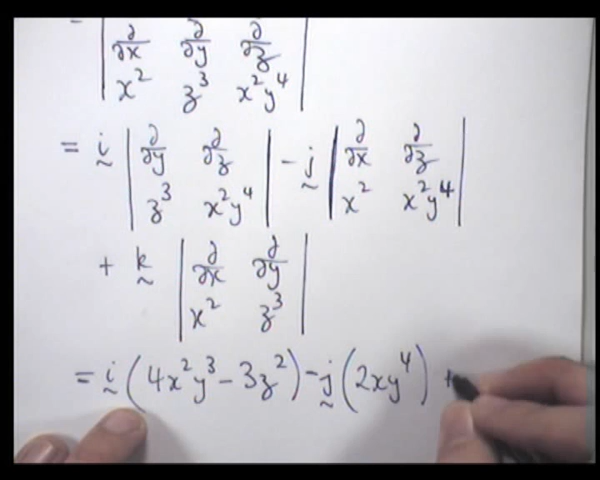 - | ∂/∂x ∂/∂y ∂/∂z |
| x² z³ x²y⁴ |
= i | ∂/∂y ∂/∂z | - j | ∂/∂x ∂/∂z |
| z³ x²y⁴ | | x² x²y⁴ |
+ k | ∂/∂x ∂/∂y |
| x² z³ |
= i (4x²y³ - 3z²) - j (2xy⁴) +